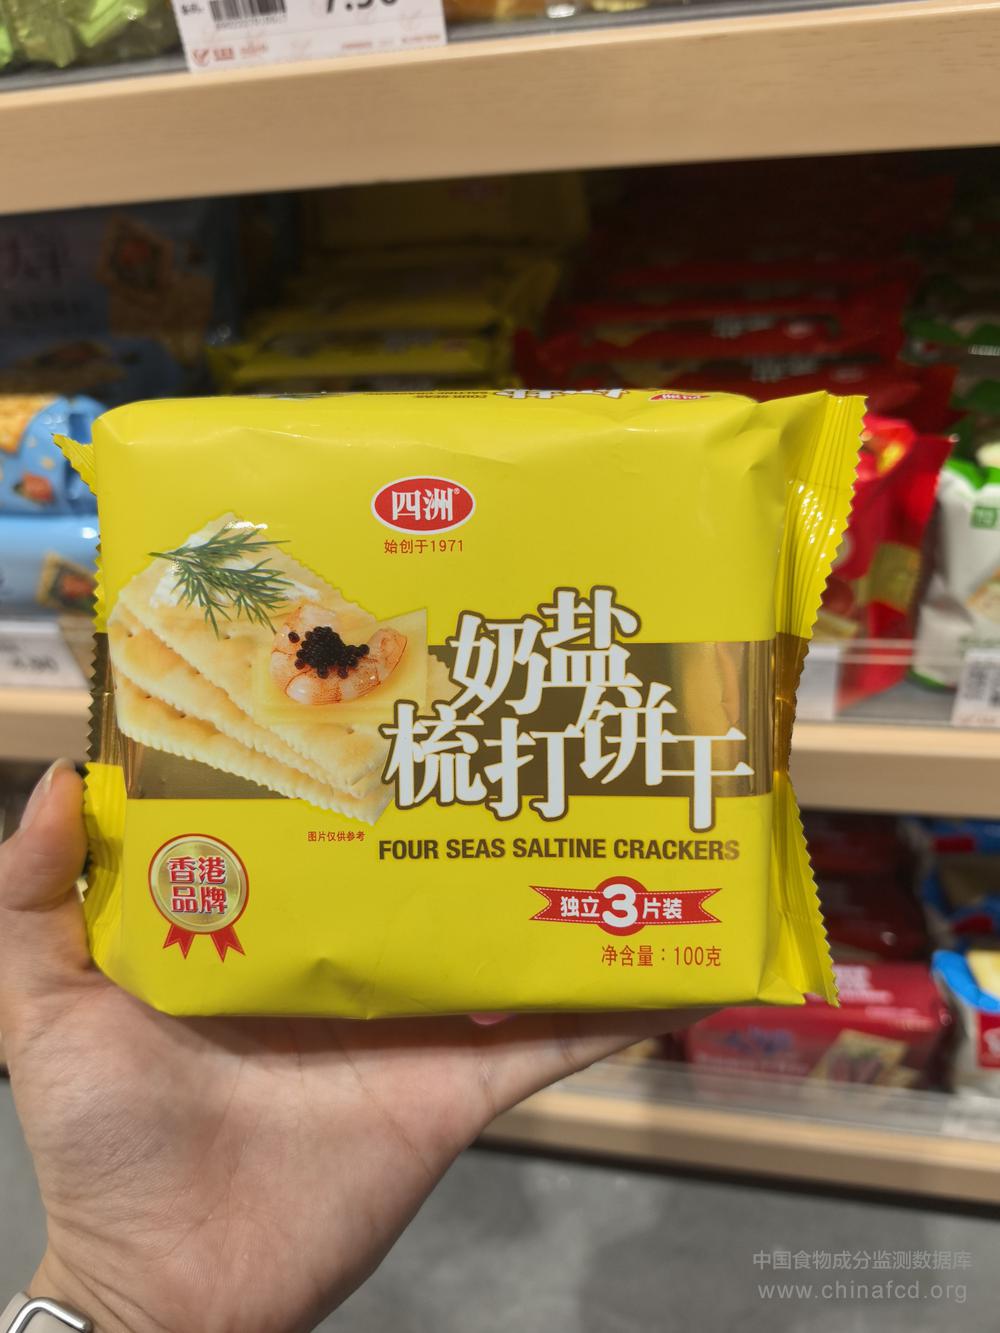 四洲®
始创于1971
奶盐
梳打饼干
FOUR SEAS SALTINE CRACKERS
图片仅供参考
香港
品牌
独立3片装
净含量：100克
中国食物成分监测数据库
www.chinafcd.org